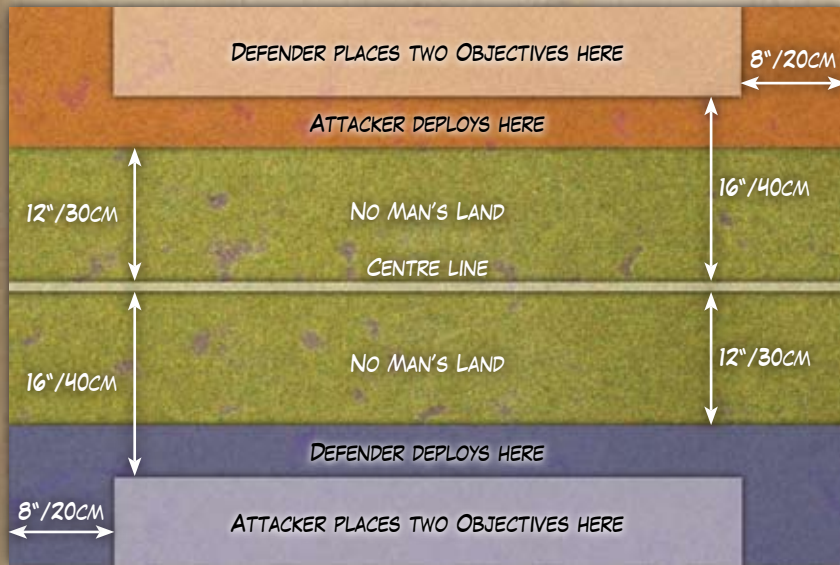 Defender places two Objectives here
8"/20cm
Attacker deploys here
16"/40cm
12"/30cm
No Man's Land
Centre line
No Man's Land
12"/30cm
16"/40cm
Defender deploys here
8"/20cm
Attacker places two Objectives here